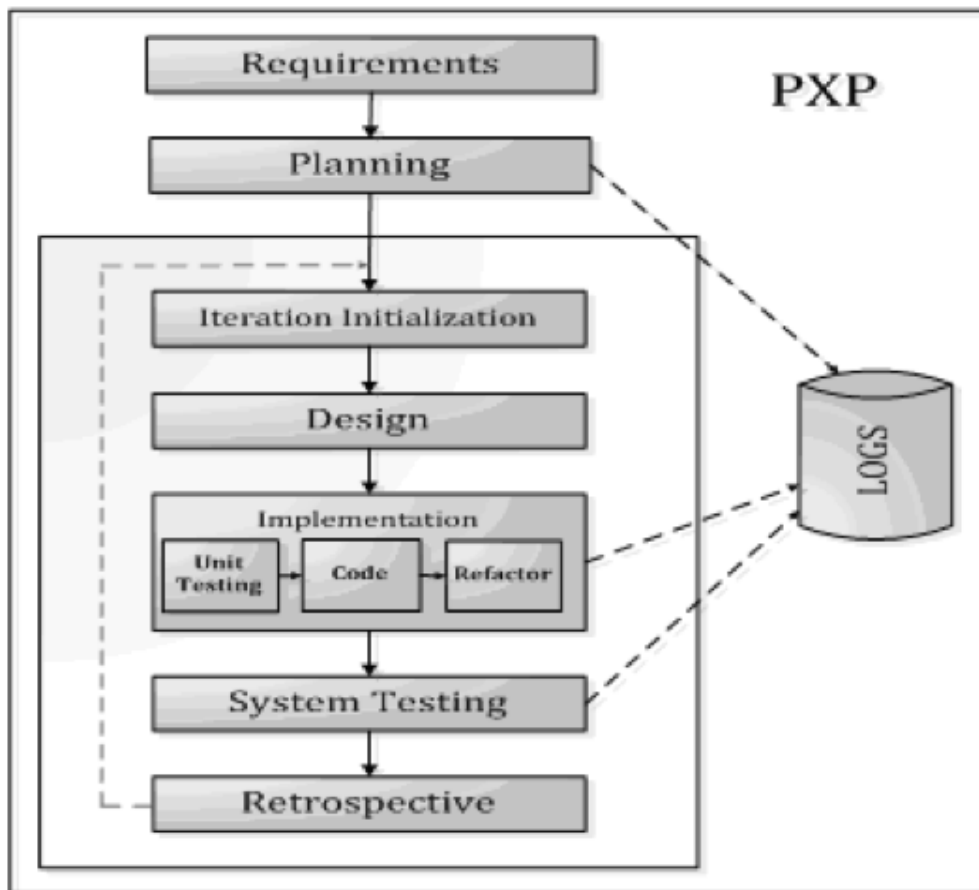 PXP
Requirements
Planning
Iteration Initialization
Design
Implementation
Unit
Testing
Code
Refactor
LOGS
System Testing
Retrospective